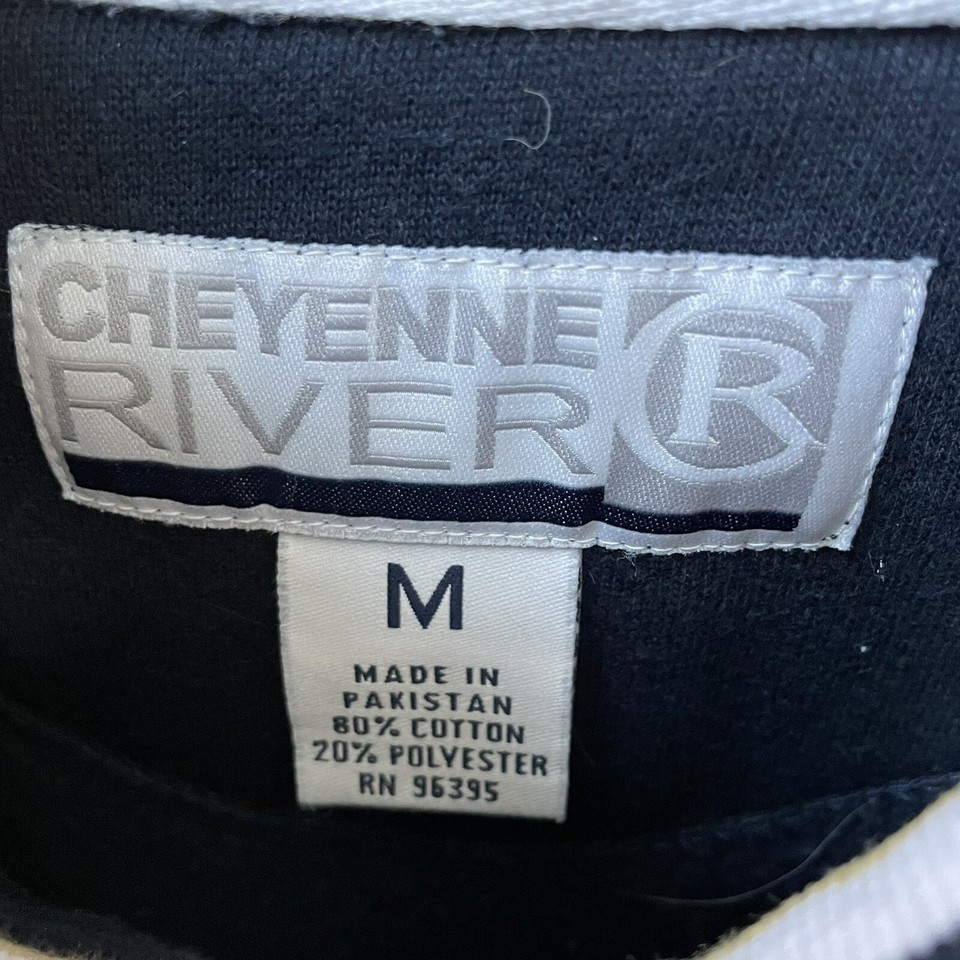 CHEYENNE
RIVER
R
M
MADE IN
PAKISTAN
80% COTTON
20% POLYESTER
RN 96395